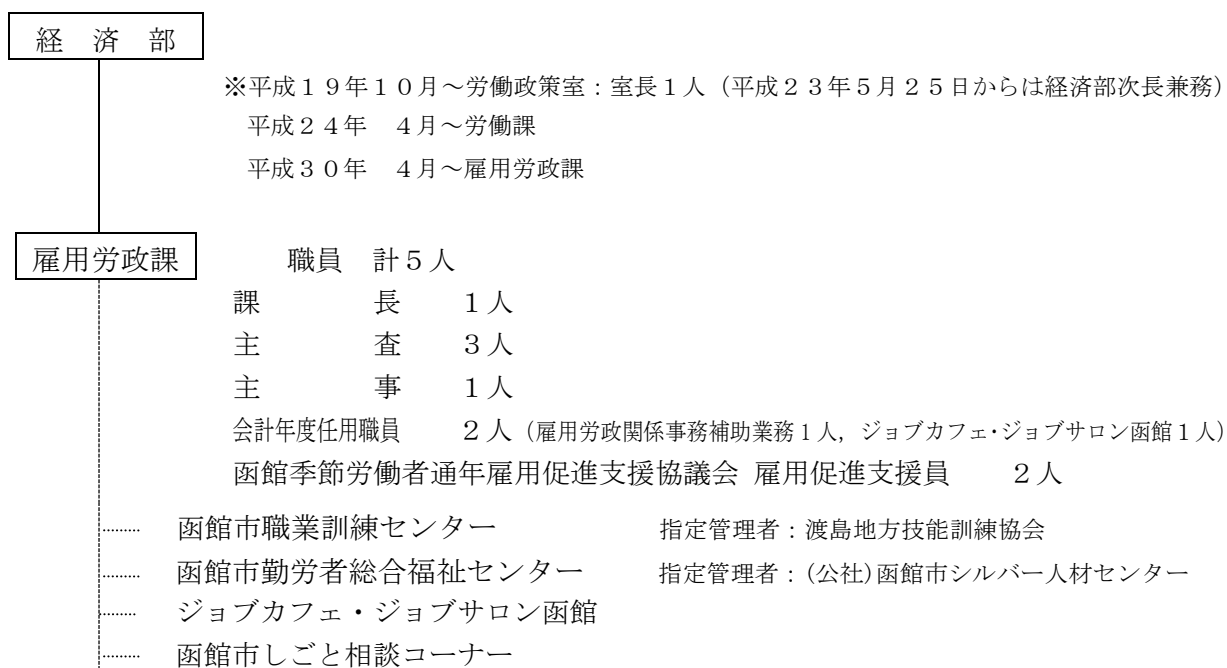 経　済　部
※平成１９年１０月～労働政策室：室長１人（平成２３年５月２５日からは経済部次長兼務）
平成２４年　４月～労働課
平成３０年　４月～雇用労政課
雇用労政課　　職員　計５人
課　　　長　１人
主　　　査　３人
主　　　事　１人
会計年度任用職員　２人（雇用労政関係事務補助業務１人，ジョブカフェ・ジョブサロン函館１人）
函館季節労働者通年雇用促進支援協議会 雇用促進支援員　２人
函館市職業訓練センター　指定管理者：渡島地方技能訓練協会
函館市勤労者総合福祉センター　指定管理者：(公社)函館市シルバー人材センター
ジョブカフェ・ジョブサロン函館
函館市しごと相談コーナー